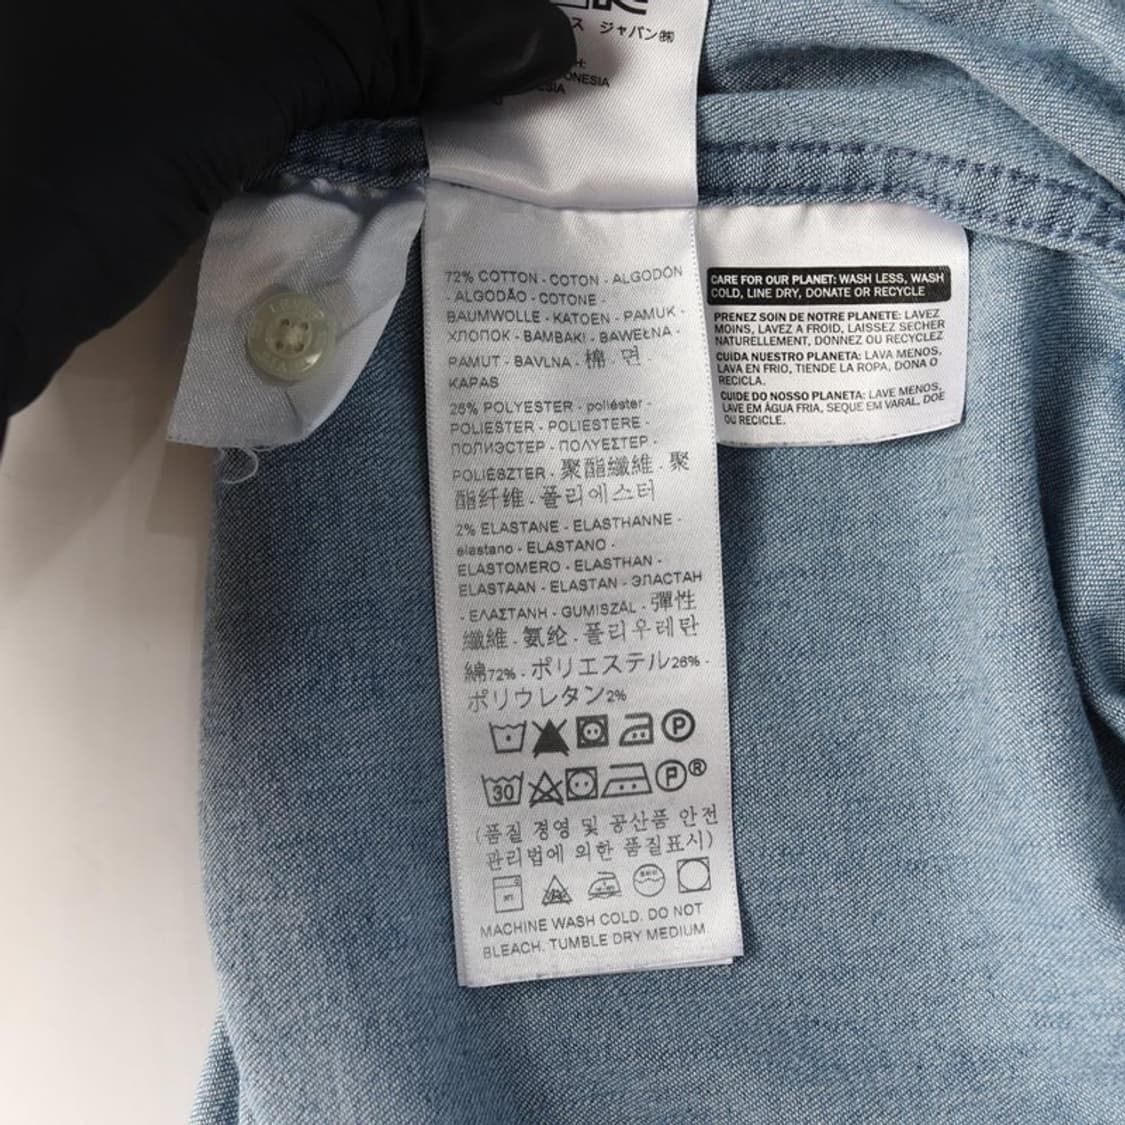 ス ジャパン㈱
ONESIA
72% COTTON - COTON - ALGODÓN
- ALGODÃO - COTONE -
BAUMWOLLE - KATOEN - PAMUK -
ХЛОПОК - BAMBAKI - BAWEŁNA -
PAMUT - BAVLNA - 棉 - 면 -
KAPAS
26% POLYESTER - poliéster -
POLIESTER - POLIESTERE -
ПОЛИЭСТЕР - ΠΟΛΥΕΣΤΕΡ -
POLIÉSZTER - 聚酯纖維 - 聚
酯纤维 - 폴리에스터
2% ELASTANE - ELASTHANNE -
elastano - ELASTANO -
ELASTOMERO - ELASTHAN -
ELASTAAN - ELASTAN - ЭЛАСТАН
- ΕΛΑΣΤΑΝΗ - GUMISZÁL - 彈性
纖維 - 氨纶 - 폴리우레탄
綿72% - ポリエステル26% -
ポリウレタン2%
P
30 P®
(품질 경영 및 공산품 안전
관리법에 의한 품질표시)
MACHINE WASH COLD. DO NOT
BLEACH. TUMBLE DRY MEDIUM
CARE FOR OUR PLANET: WASH LESS, WASH
COLD, LINE DRY, DONATE OR RECYCLE
PRENEZ SOIN DE NOTRE PLANETE: LAVEZ
MOINS, LAVEZ A FROID, LAISSEZ SECHER
NATURELLEMENT, DONNEZ OU RECYCLEZ
CUIDA NUESTRO PLANETA: LAVA MENOS,
LAVA EN FRIO, TIENDE LA ROPA, DONA O
RECICLA.
CUIDE DO NOSSO PLANETA: LAVE MENOS,
LAVE EM ÁGUA FRIA, SEQUE EM VARAL, DOE
OU RECICLE.